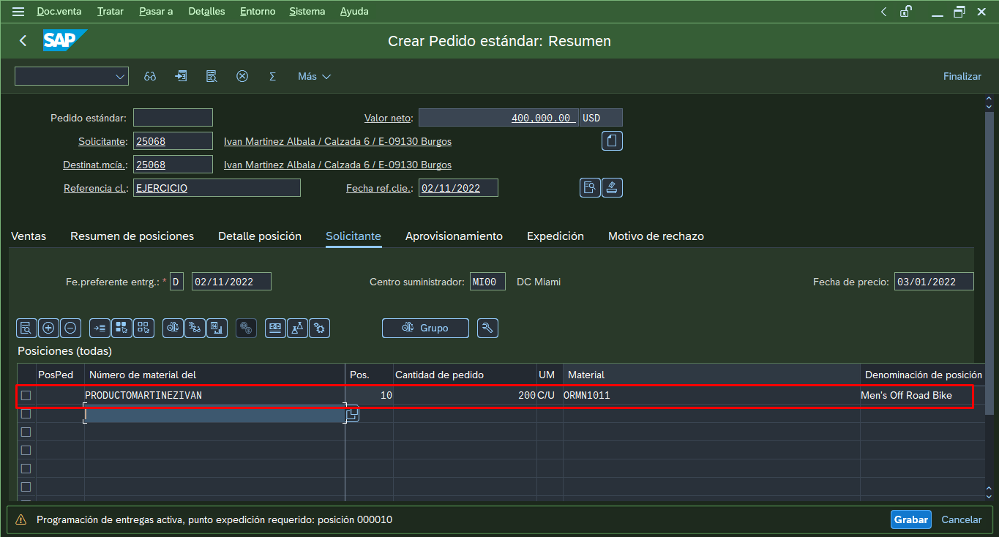 Doc.venta Tratar Pasar a Detalles Entorno Sistema Ayuda
SAP Crear Pedido estándar: Resumen
Más Finalizar
Pedido estándar: Valor neto: 400,000.00 USD
Solicitante: 25068 Ivan Martinez Albala / Calzada 6 / E-09130 Burgos
Destinat.mcía.: 25068 Ivan Martinez Albala / Calzada 6 / E-09130 Burgos
Referencia cl.: EJERCICIO Fecha ref.clie.: 02/11/2022
Ventas Resumen de posiciones Detalle posición Solicitante Aprovisionamiento Expedición Motivo de rechazo
Fe.preferente entrg.: * D 02/11/2022 Centro suministrador: MI00 DC Miami Fecha de precio: 03/01/2022
Grupo
Posiciones (todas)
PosPed Número de material del Pos. Cantidad de pedido UM Material Denominación de posición
PRODUCTOMARTINEZIVAN 10 200 C/U ORMN1011 Men's Off Road Bike
Programación de entregas activa, punto expedición requerido: posición 000010 Grabar Cancelar